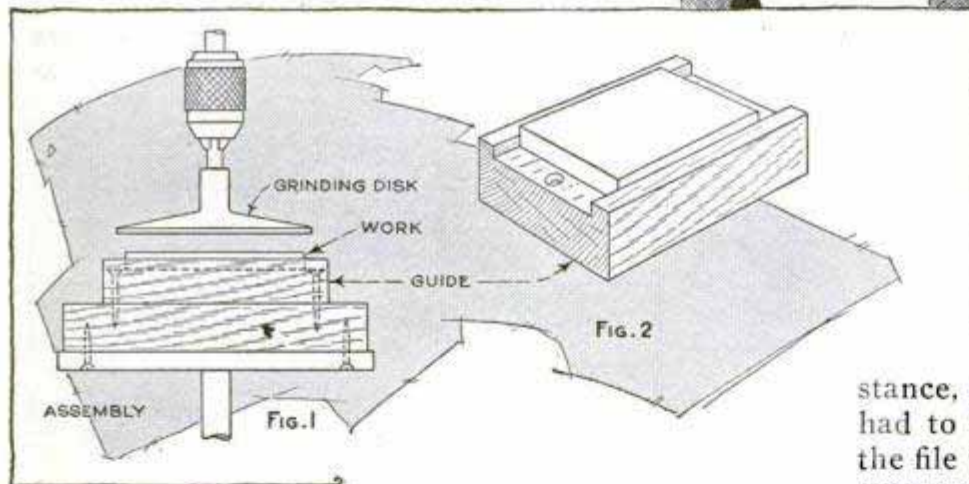 GRINDING DISK
WORK
GUIDE
FIG. 2
ASSEMBLY
FIG. 1
stance,
had to
the file